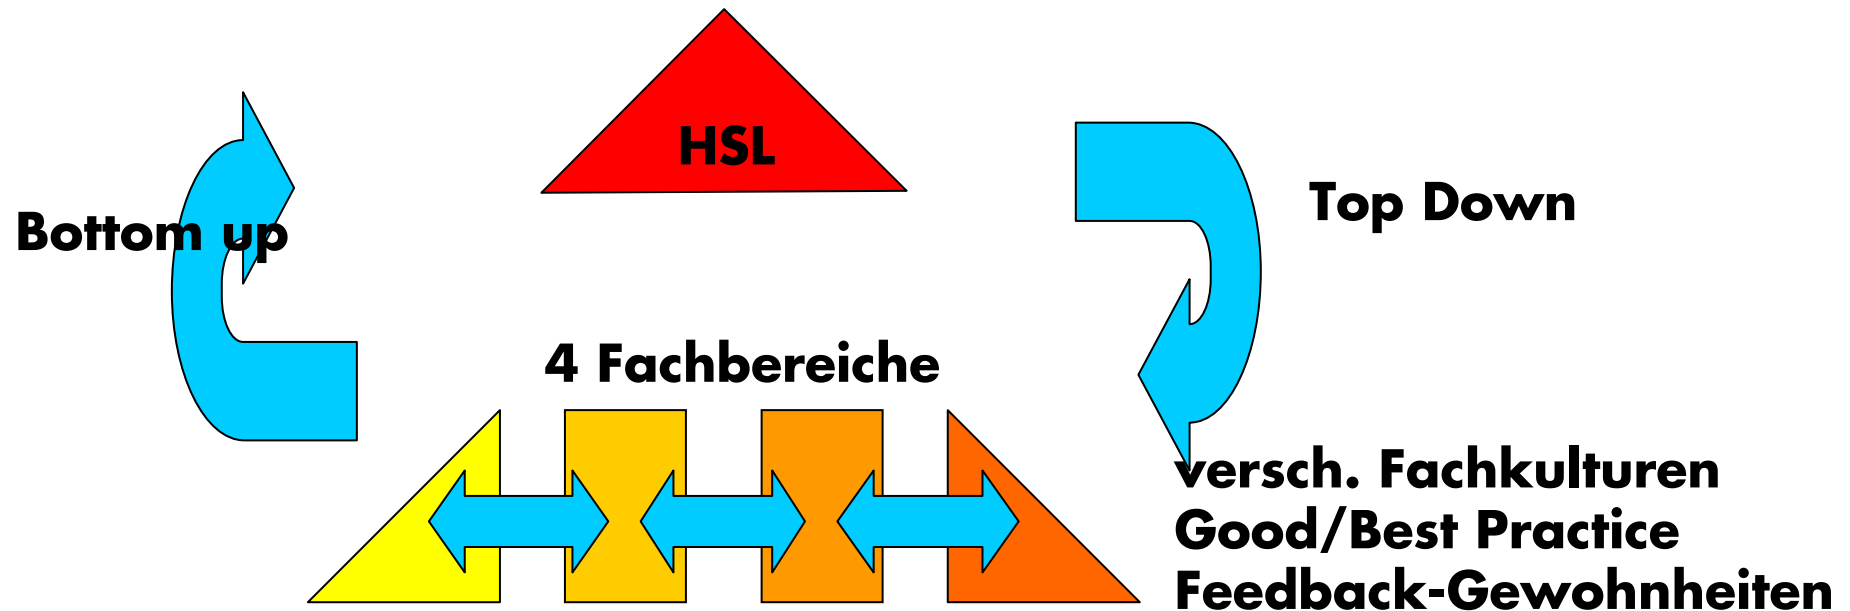 HSL
Bottom up
Top Down
4 Fachbereiche
versch. Fachkulturen
Good/Best Practice
Feedback-Gewohnheiten